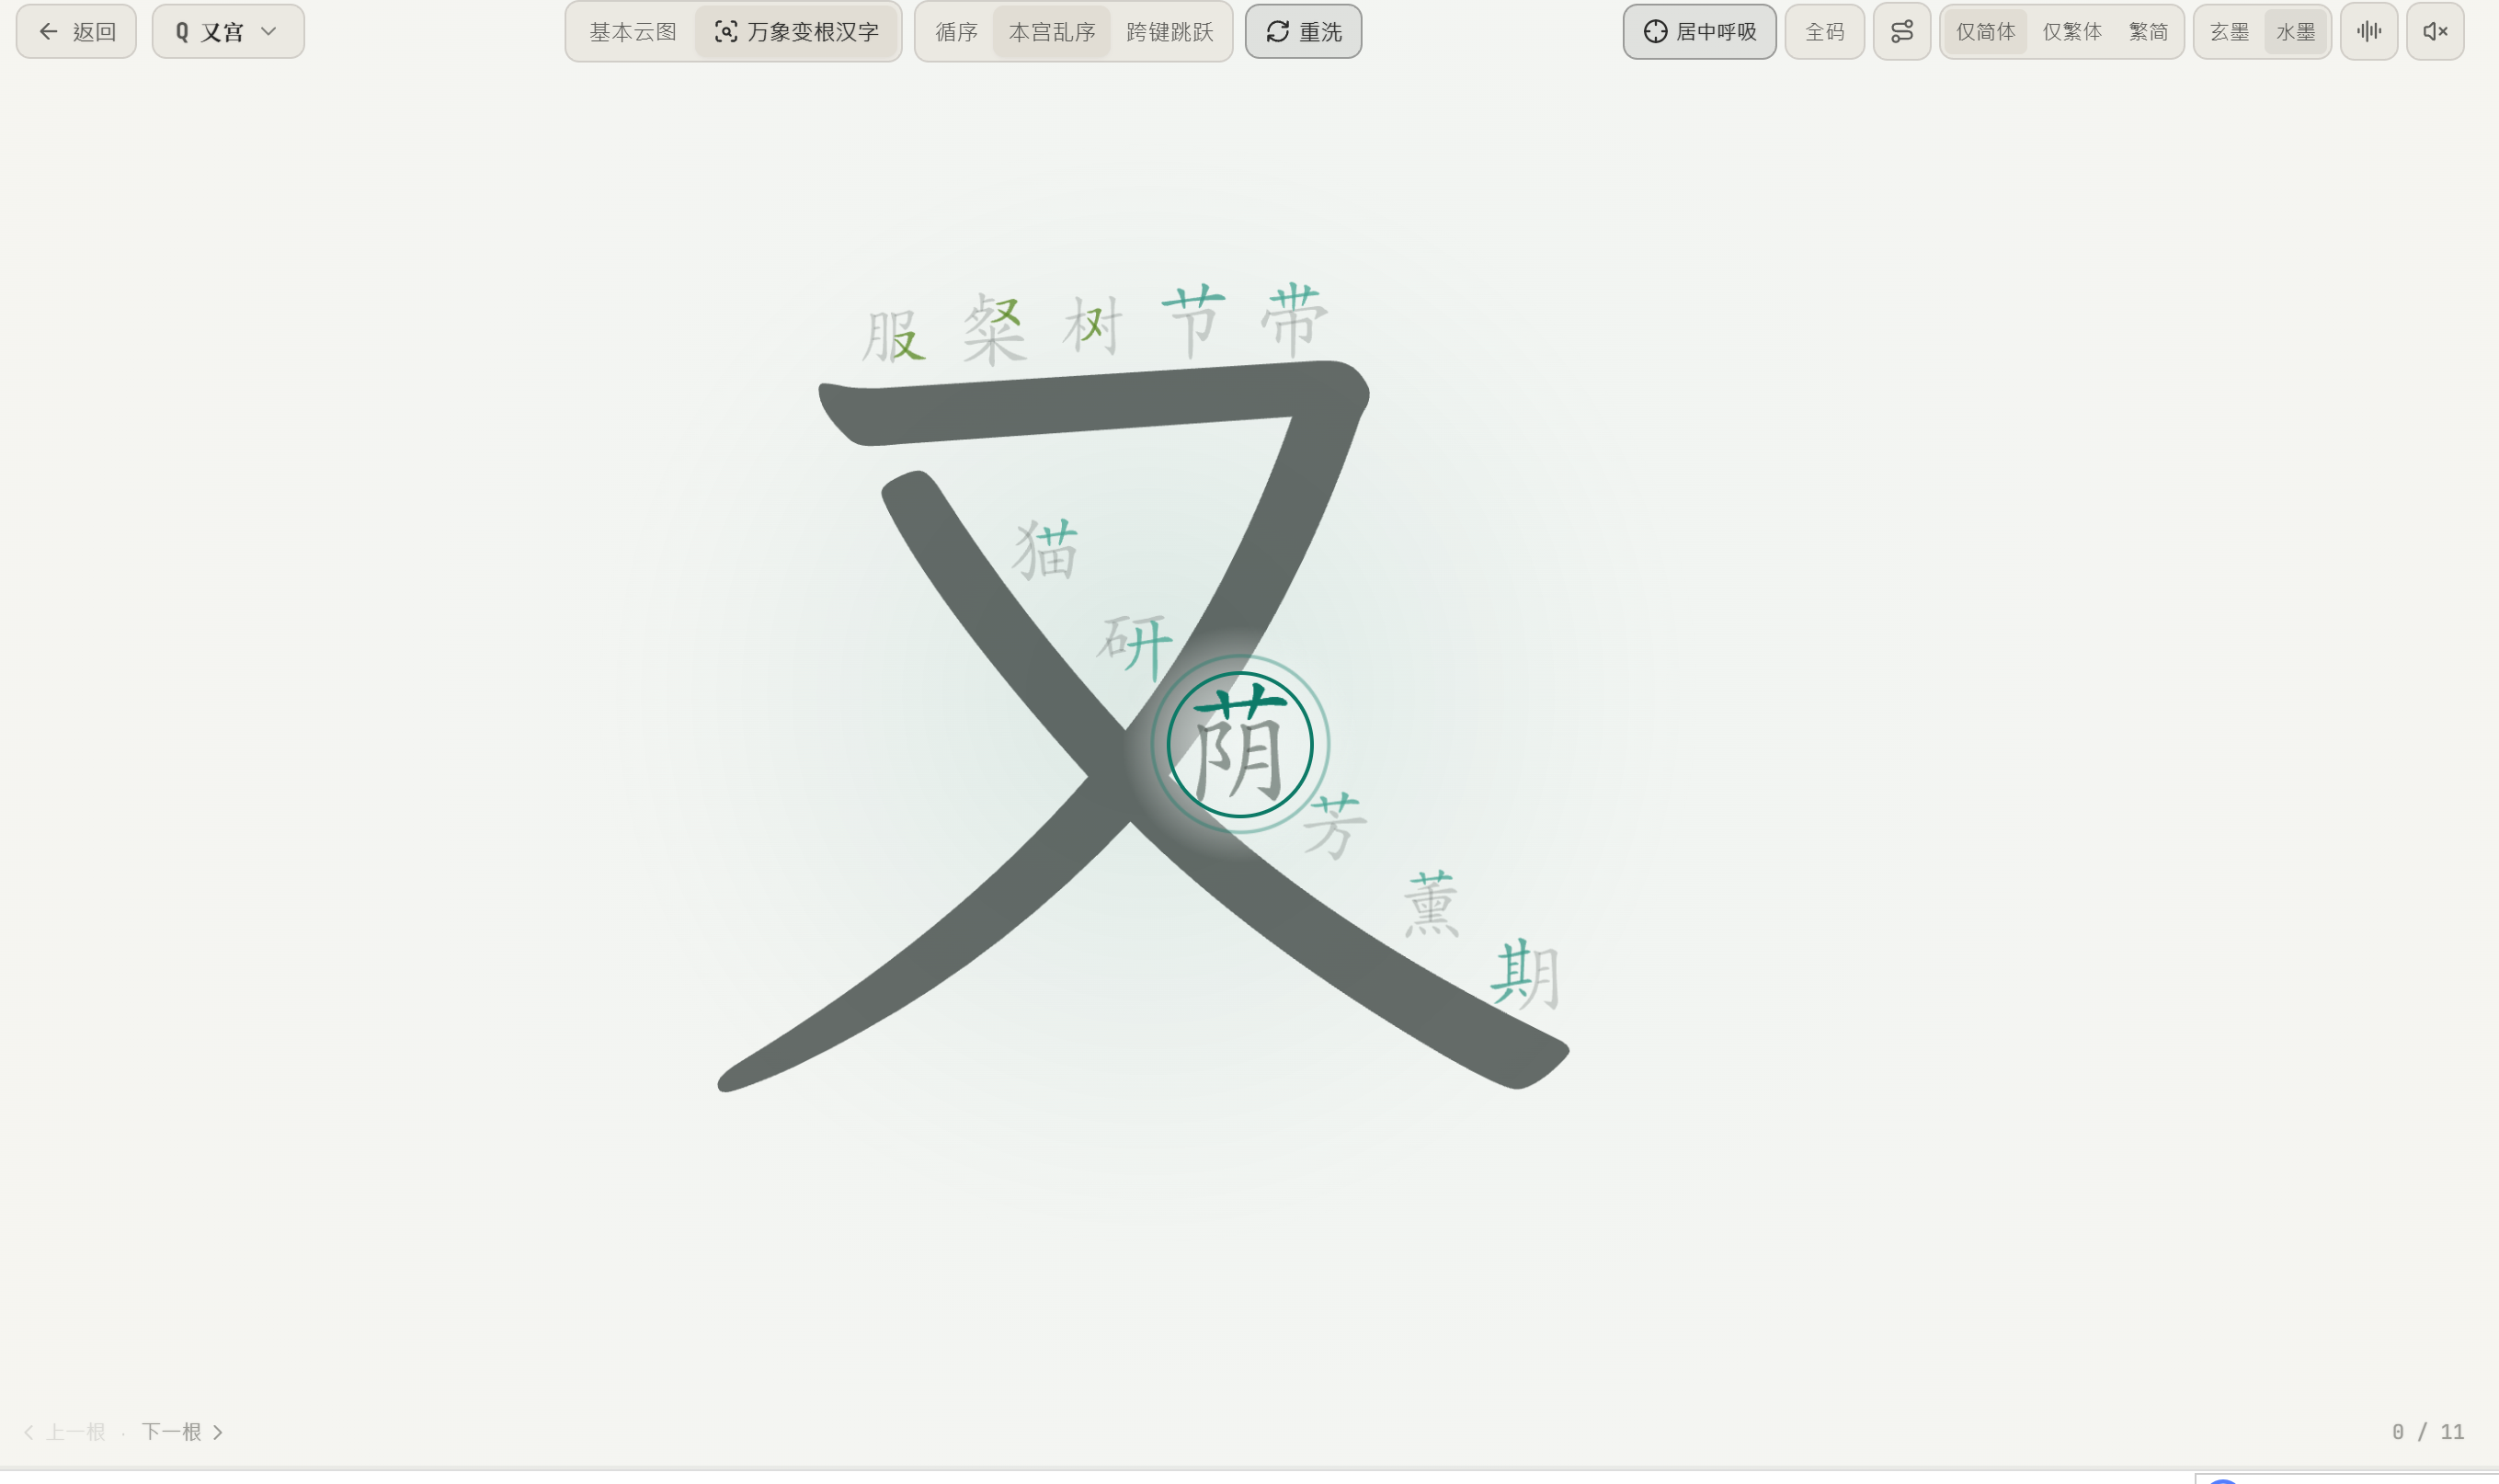 返回 Q 又宫 基本云图 万象变根汉字 循序 本宫乱序 跨键跳跃 重洗 居中呼吸 全码 仅简体 仅繁体 繁简 玄墨 水墨
服 粲 树 节 带
又
猫
研
荫
芳
薰
期
上一根 · 下一根 0 / 11